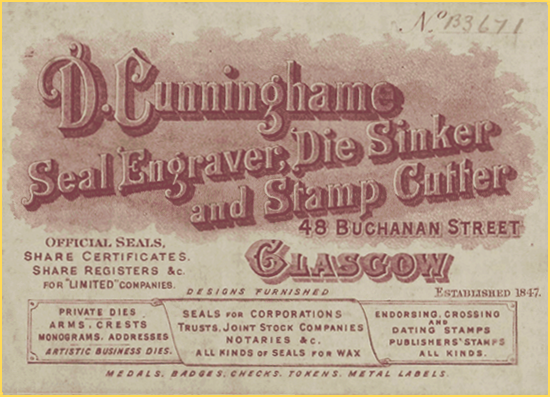 No B3671
D. Cunninghame
Seal Engraver, Die Sinker
and Stamp Cutter
48 Buchanan Street
Glasgow
Official Seals,
Share Certificates.
Share Registers &c.
for "Limited" Companies.
Designs Furnished
Established 1847.
Private Dies
Arms, Crests
Monograms, Addresses
Artistic Business Dies.
Seals for Corporations
Trusts, Joint Stock Companies
Notaries &c.
All Kinds of Seals for Wax
Endorsing, Crossing
and
Dating Stamps
Publishers' Stamps
All Kinds.
Medals, Badges, Checks, Tokens, Metal Labels.